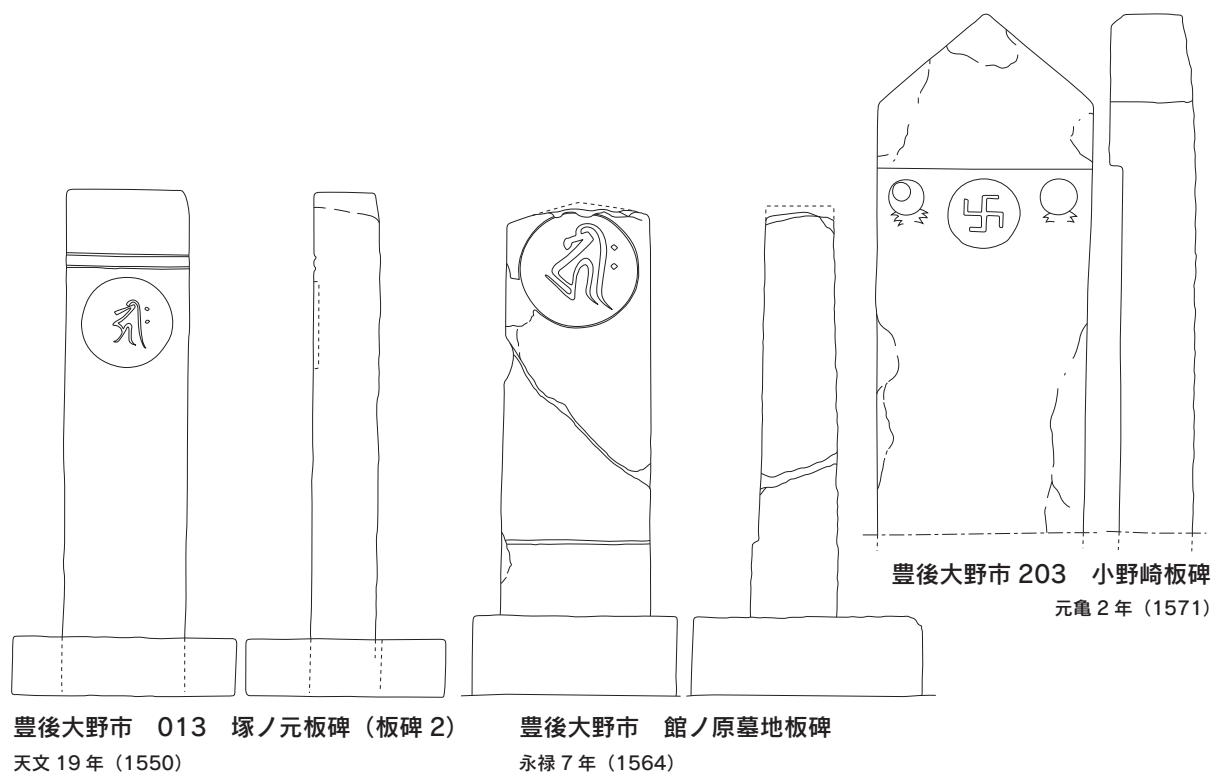 豊後大野市 203　小野崎板碑
元亀 2 年（1571）
豊後大野市　013　塚ノ元板碑（板碑 2）
天文 19 年（1550）
豊後大野市　館ノ原墓地板碑
永禄 7 年（1564）
卍